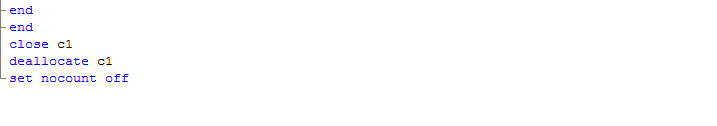 end
end
close c1
deallocate c1
set nocount off